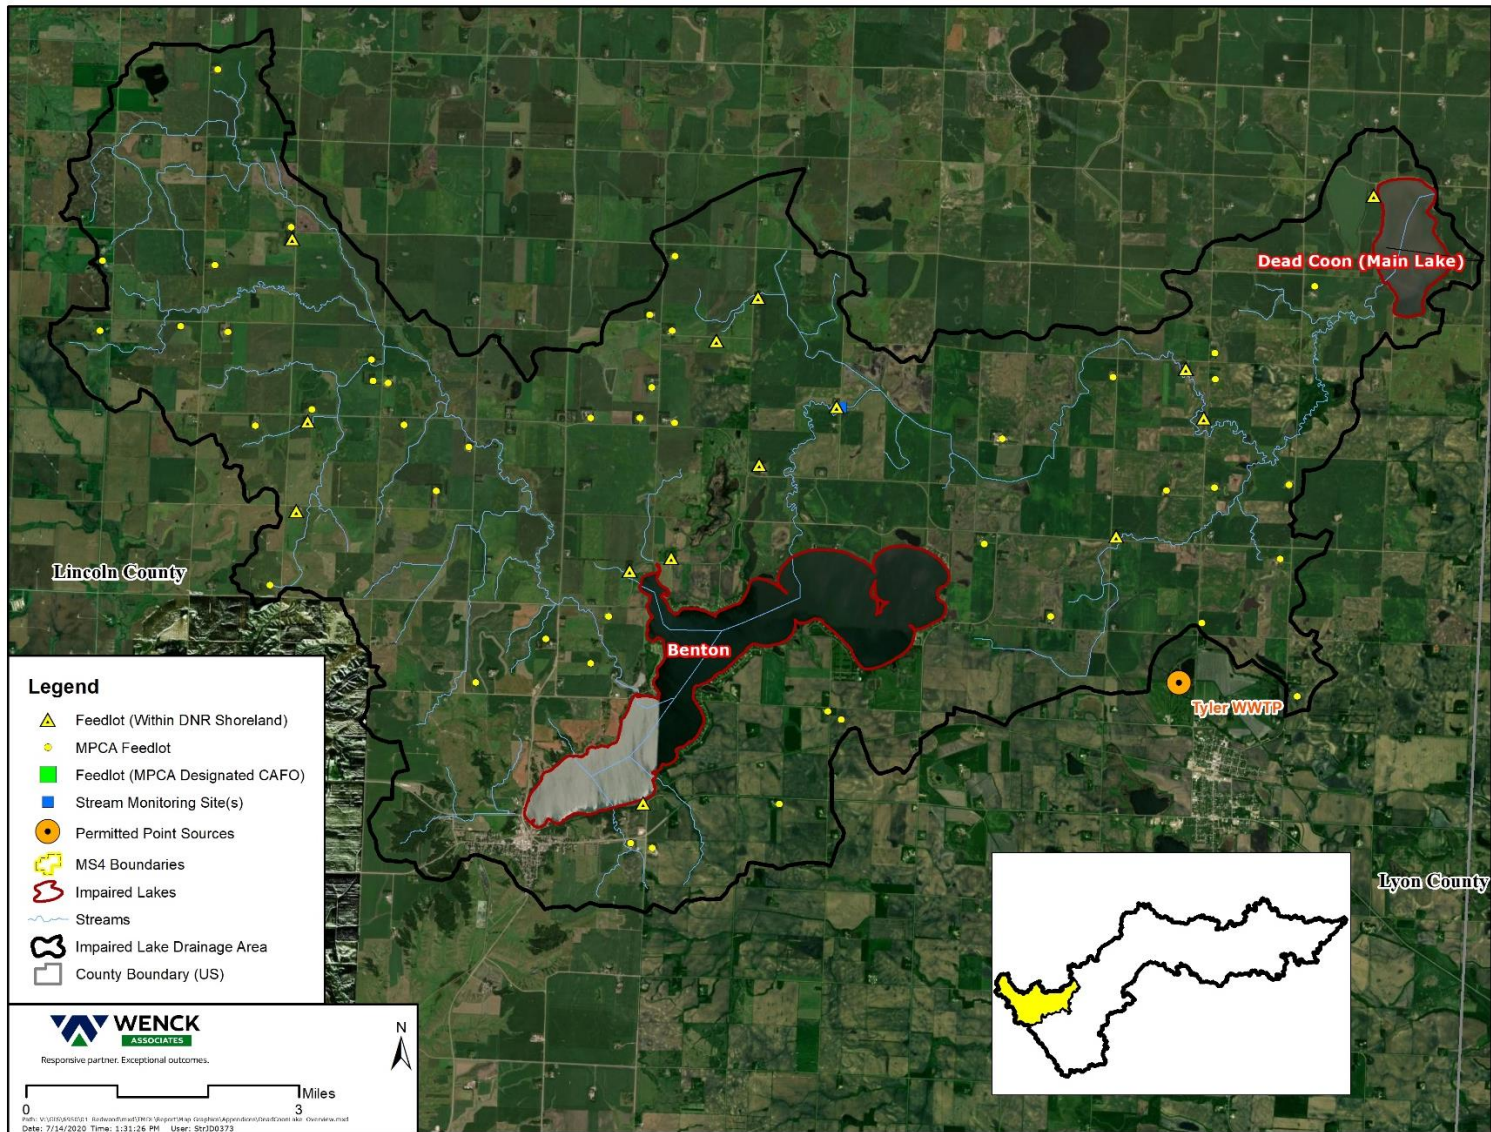 Dead Coon (Main Lake)
Lincoln County
Benton
Tyler WWTP
Lyon County
Legend
Feedlot (Within DNR Shoreland)
MPCA Feedlot
Feedlot (MPCA Designated CAFO)
Stream Monitoring Site(s)
Permitted Point Sources
MS4 Boundaries
Impaired Lakes
Streams
Impaired Lake Drainage Area
County Boundary (US)
WENCK
ASSOCIATES
Responsive partner. Exceptional outcomes.
N
Miles
0 3
Date: 7/14/2020 Time: 1:31:26 PM User: StrJD0373